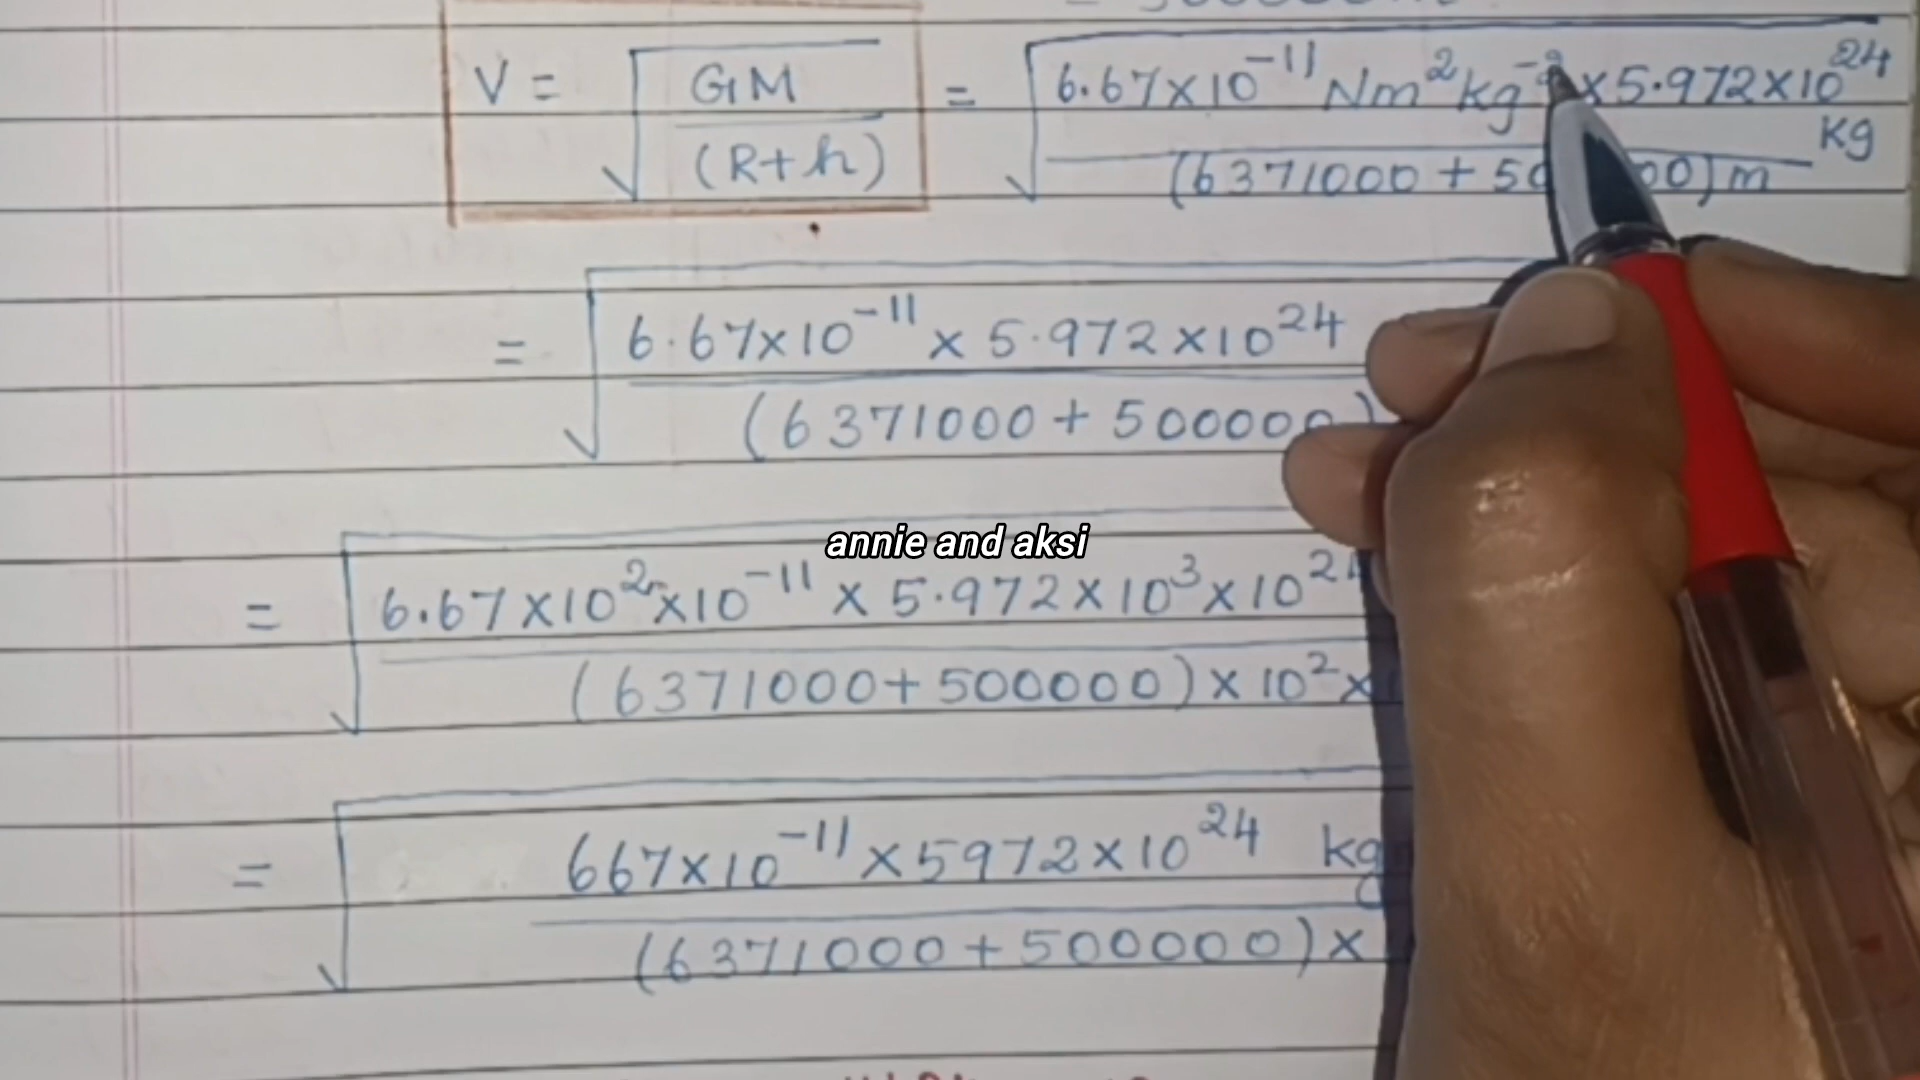 V = √ GM / (R+h) = √ 6.67×10⁻¹¹ Nm²kg⁻² × 5.972×10²⁴ kg / (6371000 + 50 00) m
= √ 6.67×10⁻¹¹ × 5.972×10²⁴ / (6371000 + 500000)
annie and aksi
= √ 6.67×10²×10⁻¹¹ × 5.972×10³×10² / (6371000+500000)×10²×
= √ 667×10⁻¹¹×5972×10²⁴ kg / (6371000+500000)×